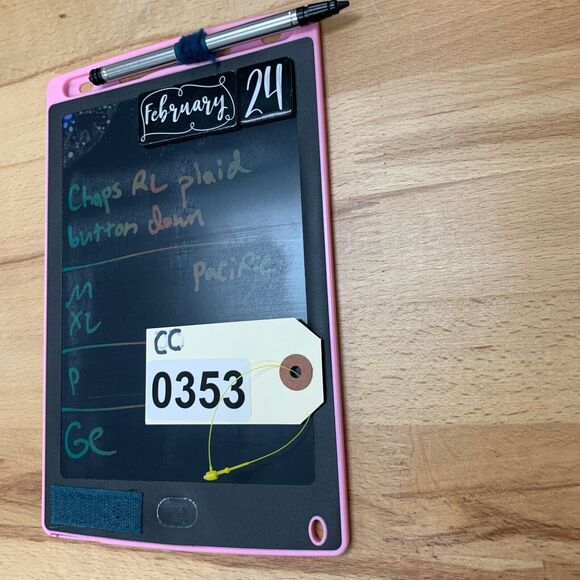 February 24
Chaps RL plaid
button down
pacific
M
XL
CC
0353
P
Ge